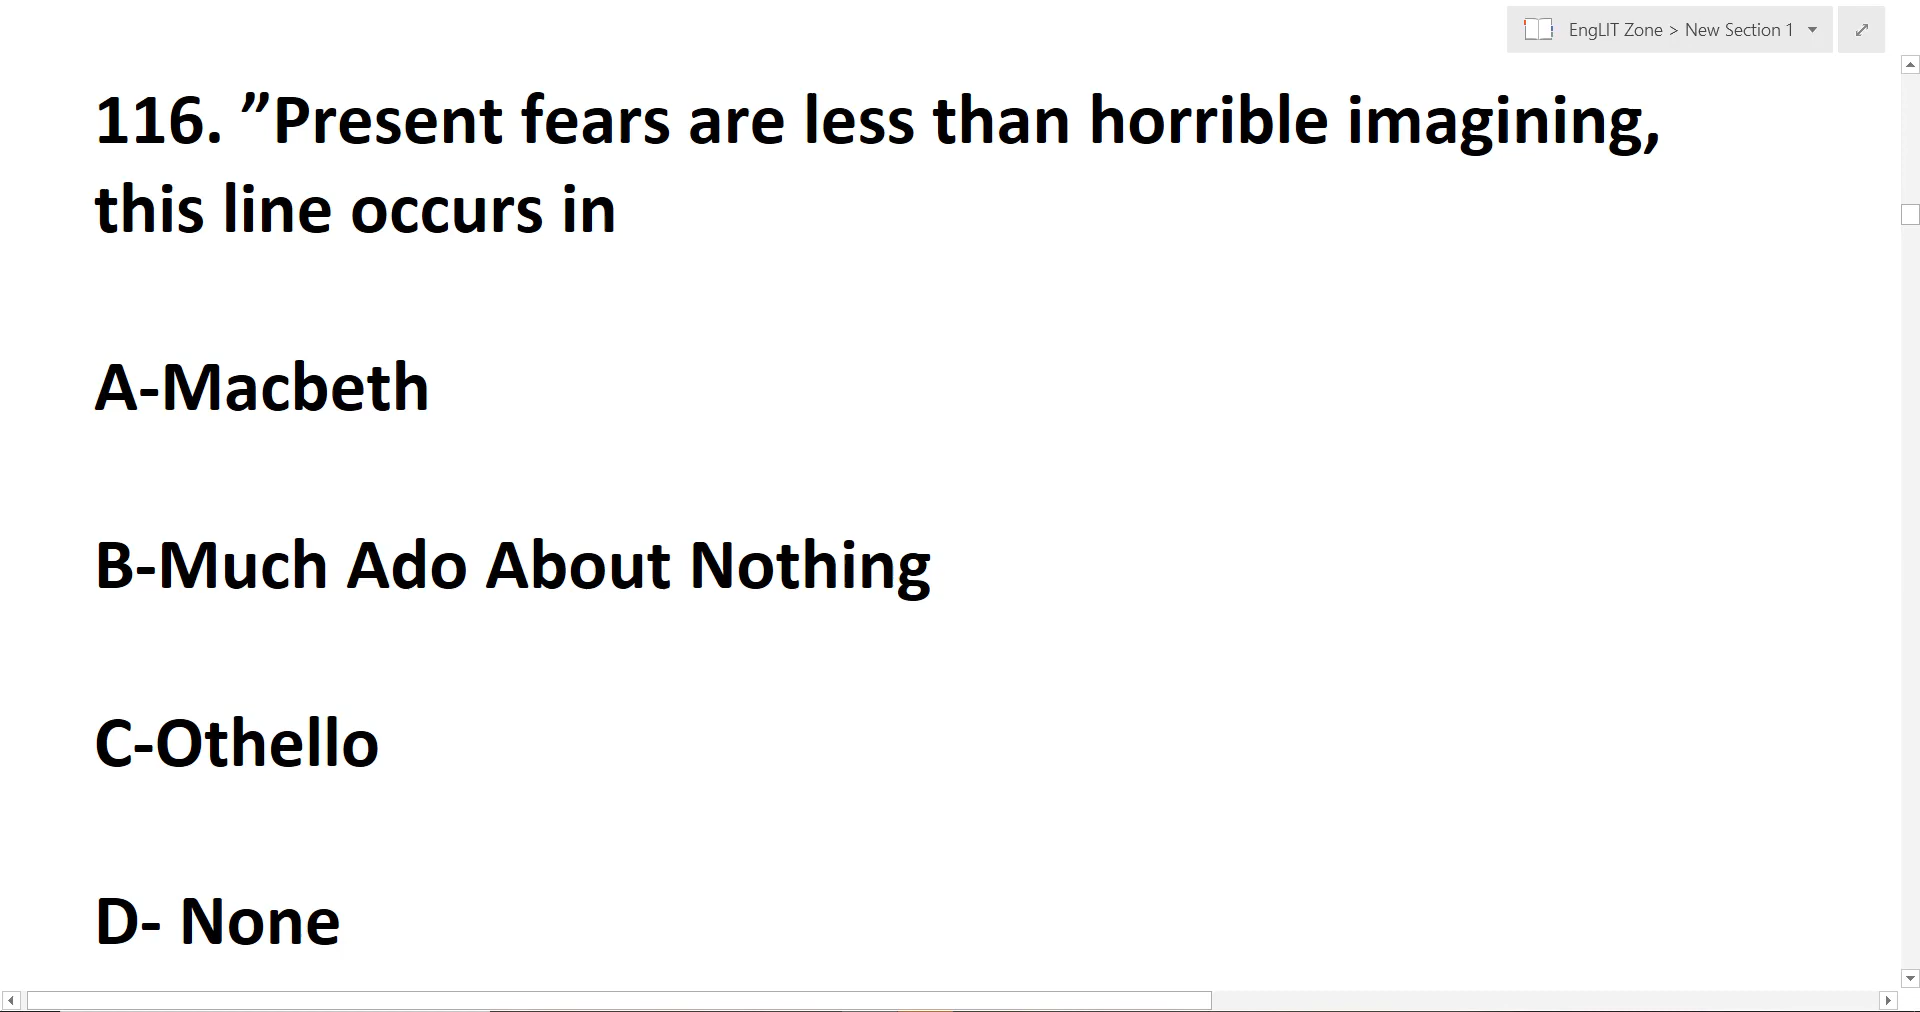 EngLIT Zone > New Section 1
116. ”Present fears are less than horrible imagining,
this line occurs in
A-Macbeth
B-Much Ado About Nothing
C-Othello
D- None